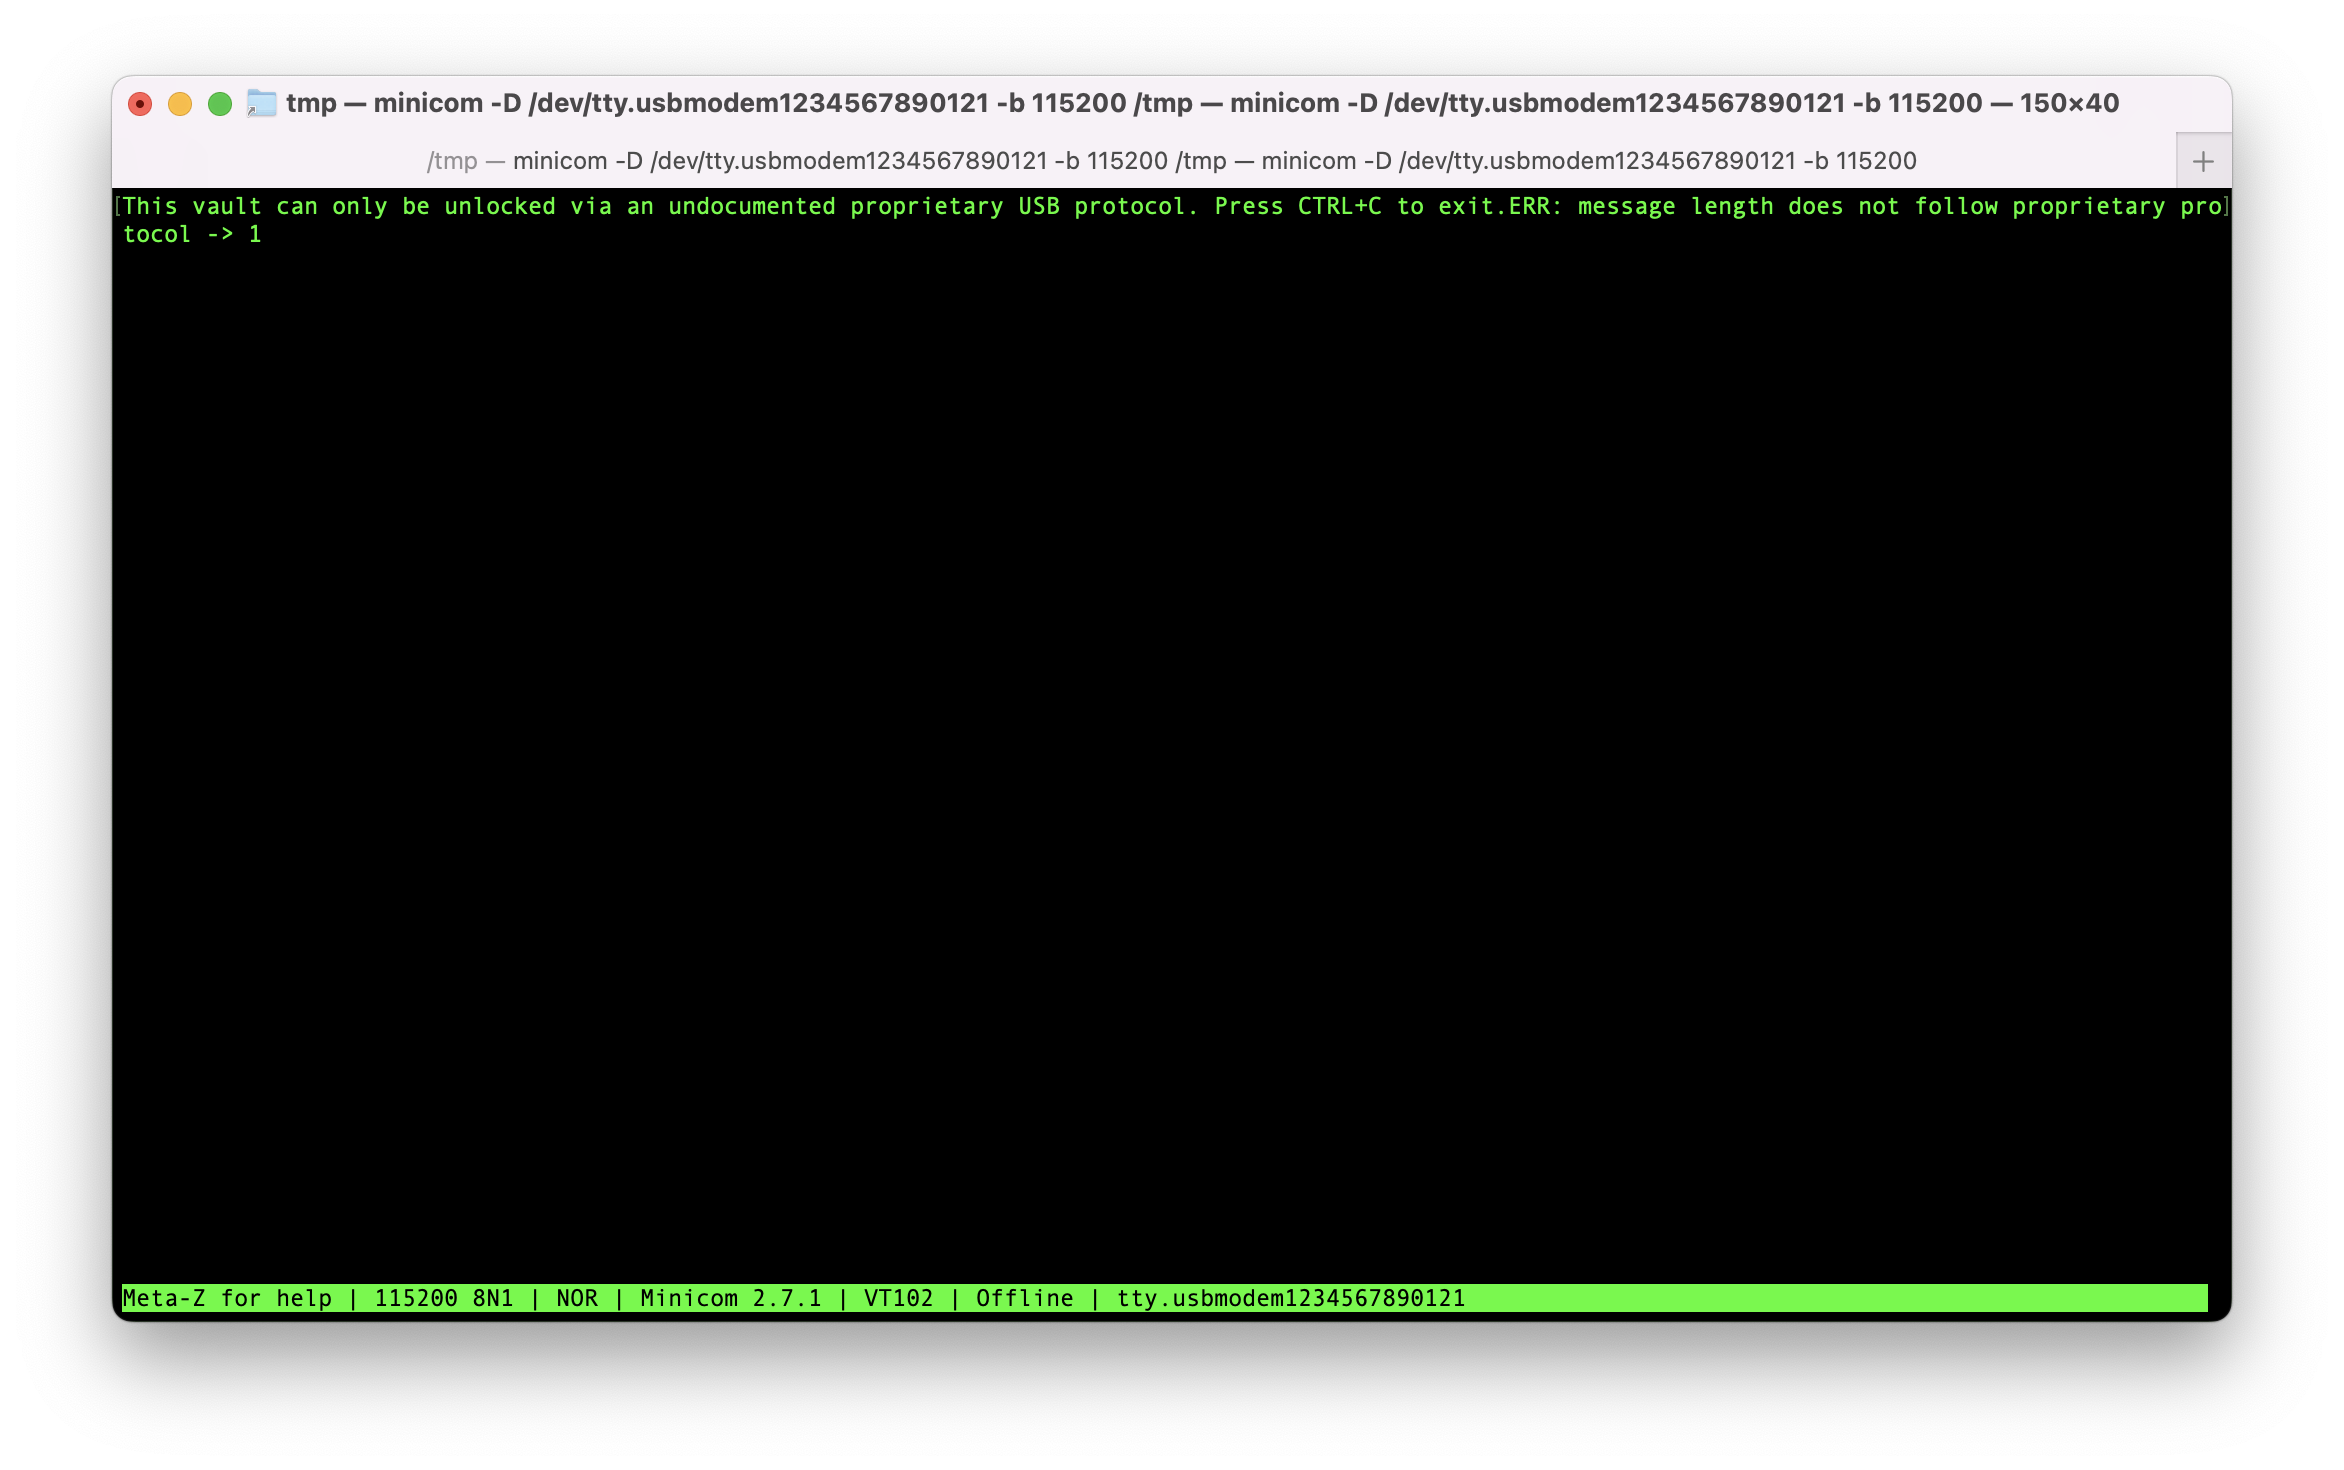 tmp — minicom -D /dev/tty.usbmodem1234567890121 -b 115200 /tmp — minicom -D /dev/tty.usbmodem1234567890121 -b 115200 — 150×40
/tmp — minicom -D /dev/tty.usbmodem1234567890121 -b 115200 /tmp — minicom -D /dev/tty.usbmodem1234567890121 -b 115200
This vault can only be unlocked via an undocumented proprietary USB protocol. Press CTRL+C to exit.ERR: message length does not follow proprietary pro
tocol -> 1
Meta-Z for help | 115200 8N1 | NOR | Minicom 2.7.1 | VT102 | Offline | tty.usbmodem1234567890121